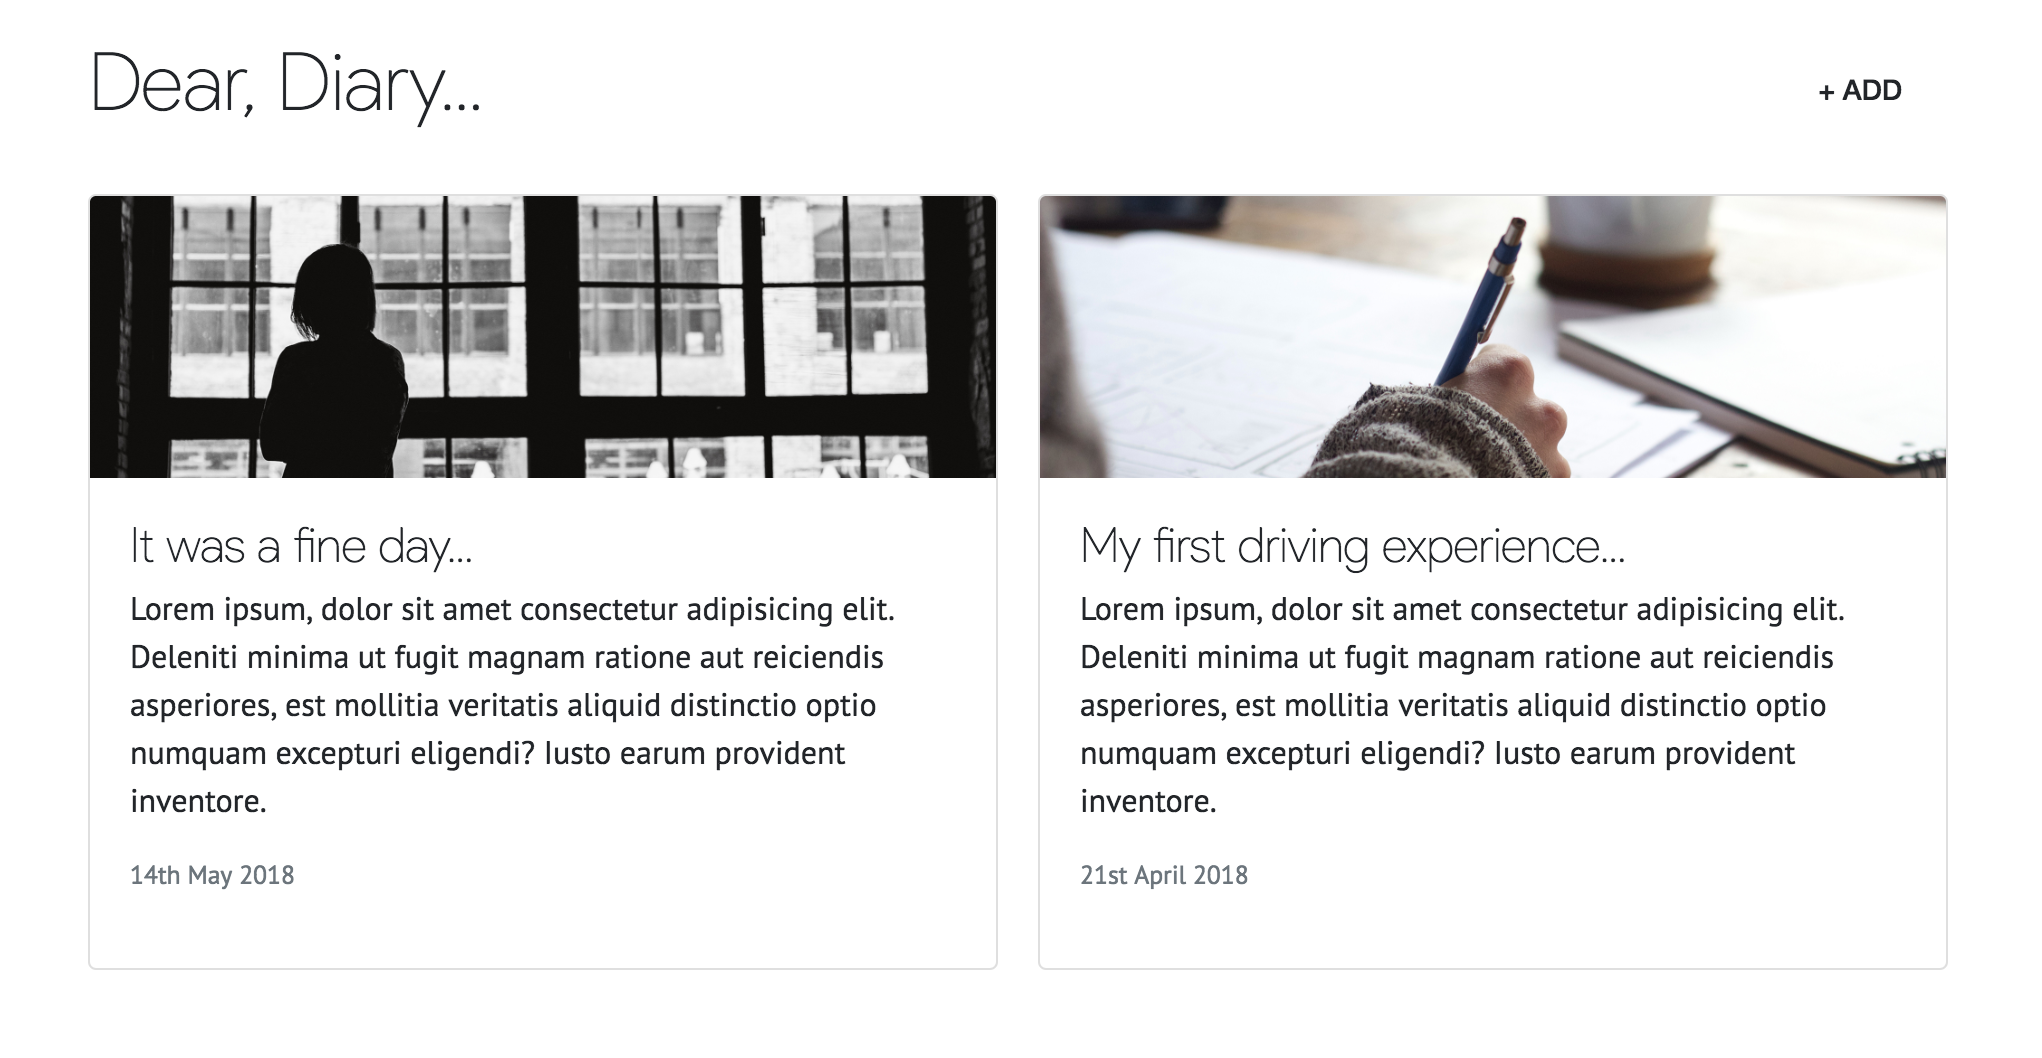 Dear, Diary...
+ ADD
It was a fine day...
Lorem ipsum, dolor sit amet consectetur adipisicing elit.
Deleniti minima ut fugit magnam ratione aut reiciendis
asperiores, est mollitia veritatis aliquid distinctio optio
numquam excepturi eligendi? Iusto earum provident
inventore.
14th May 2018
My first driving experience...
Lorem ipsum, dolor sit amet consectetur adipisicing elit.
Deleniti minima ut fugit magnam ratione aut reiciendis
asperiores, est mollitia veritatis aliquid distinctio optio
numquam excepturi eligendi? Iusto earum provident
inventore.
21st April 2018